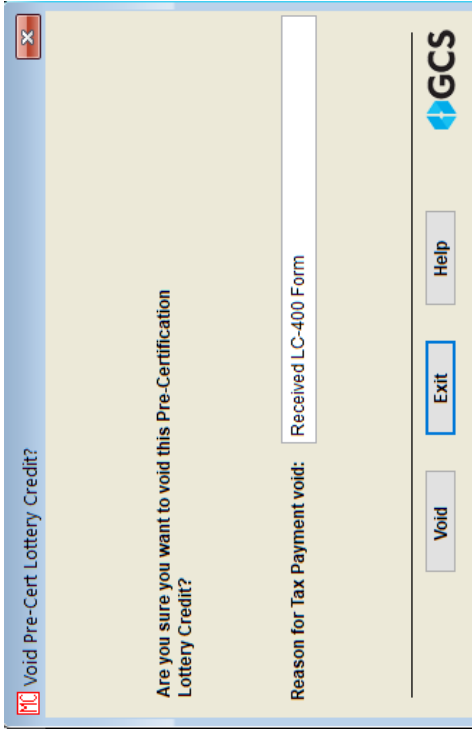 MC Void Pre-Cert Lottery Credit?
Are you sure you want to void this Pre-Certification
Lottery Credit?
Reason for Tax Payment void: Received LC-400 Form
Void Exit Help GCS